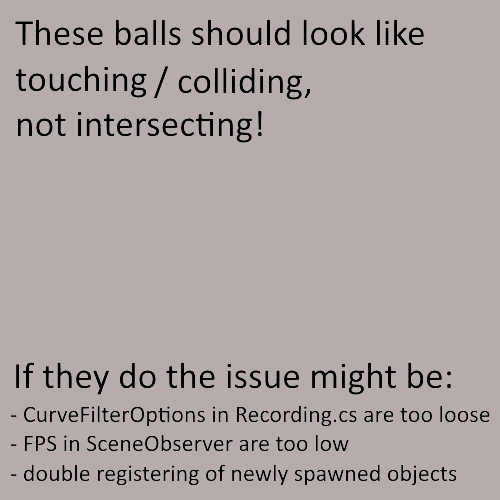 These balls should look like
touching / colliding,
not intersecting!
If they do the issue might be:
- CurveFilterOptions in Recording.cs are too loose
- FPS in SceneObserver are too low
- double registering of newly spawned objects